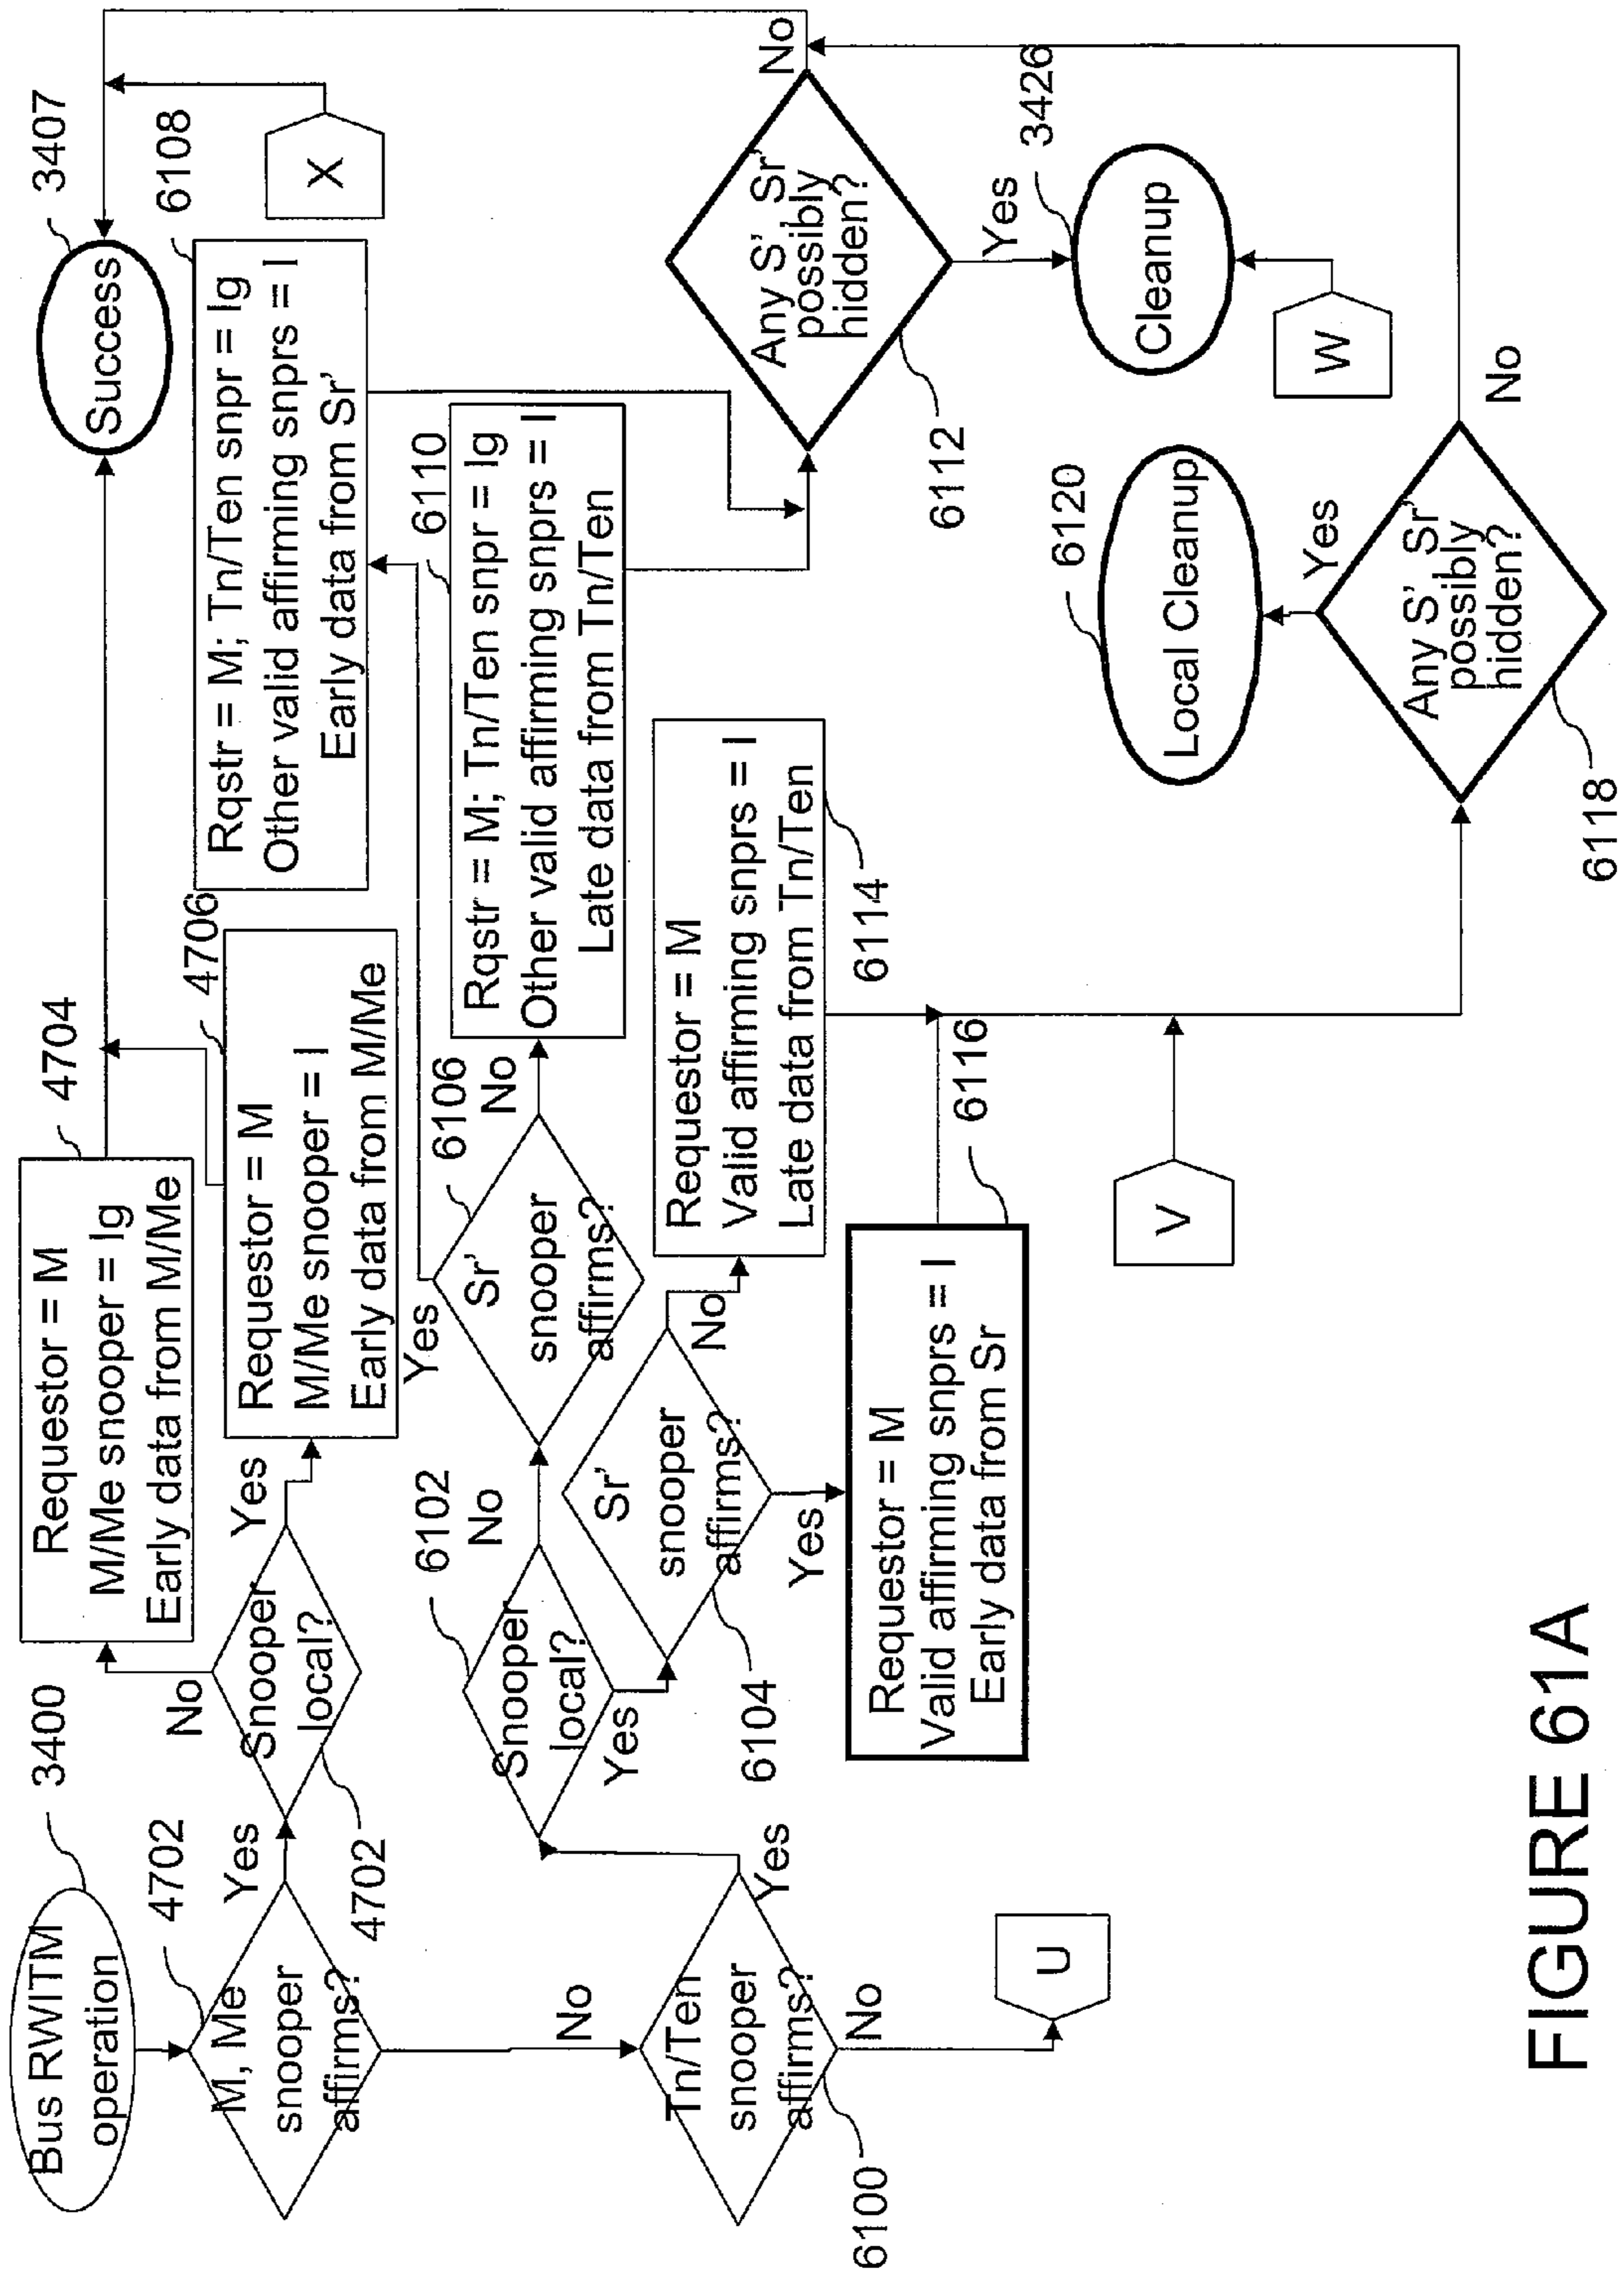 Bus RWITM
operation
3400
4702
M, Me
snooper
affirms?
Yes
4702
Snooper
local?
No
Yes
Requestor = M
M/Me snooper = Ig
Early data from M/Me
4704
Requestor = M
M/Me snooper = I
Early data from M/Me
4706
Success
3407
X
No
Tn/Ten
snooper
affirms?
6100
Yes
No
U
Snooper
local?
6102
No
Yes
Sr'
snooper
affirms?
6106
Yes
No
Rqstr = M; Tn/Ten snpr = Ig
Other valid affirming snprs = I
Early data from Sr'
6108
Rqstr = M; Tn/Ten snpr = Ig
Other valid affirming snprs = I
Late data from Tn/Ten
6110
Sr'
snooper
affirms?
6104
No
Yes
Requestor = M
Valid affirming snprs = I
Late data from Tn/Ten
6114
Requestor = M
Valid affirming snprs = I
Early data from Sr
6116
V
Any S' Sr'
possibly
hidden?
6112
No
Yes
Cleanup
3426
W
Any S' Sr'
possibly
hidden?
6118
Yes
No
Local Cleanup
6120
FIGURE 61A